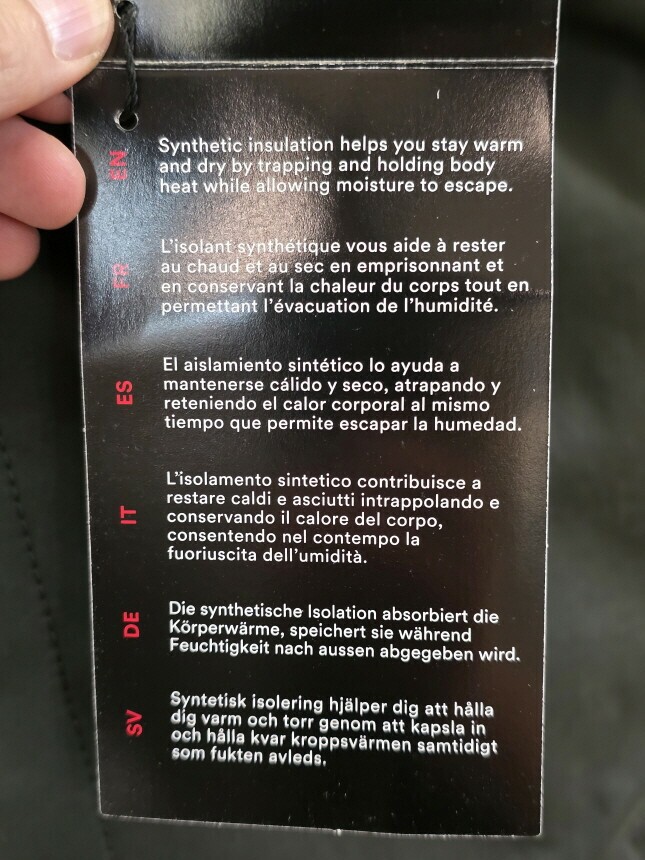 EN
Synthetic insulation helps you stay warm
and dry by trapping and holding body
heat while allowing moisture to escape.
FR
L'isolant synthétique vous aide à rester
au chaud et au sec en emprisonnant et
en conservant la chaleur du corps tout en
permettant l'évacuation de l'humidité.
ES
El aislamiento sintético lo ayuda a
mantenerse cálido y seco, atrapando y
reteniendo el calor corporal al mismo
tiempo que permite escapar la humedad.
IT
L'isolamento sintetico contribuisce a
restare caldi e asciutti intrappolando e
conservando il calore del corpo,
consentendo nel contempo la
fuoriuscita dell'umidità.
DE
Die synthetische Isolation absorbiert die
Körperwärme, speichert sie während
Feuchtigkeit nach aussen abgegeben wird.
SV
Syntetisk isolering hjälper dig att hålla
dig varm och torr genom att kapsla in
och hålla kvar kroppsvärmen samtidigt
som fukten avleds.